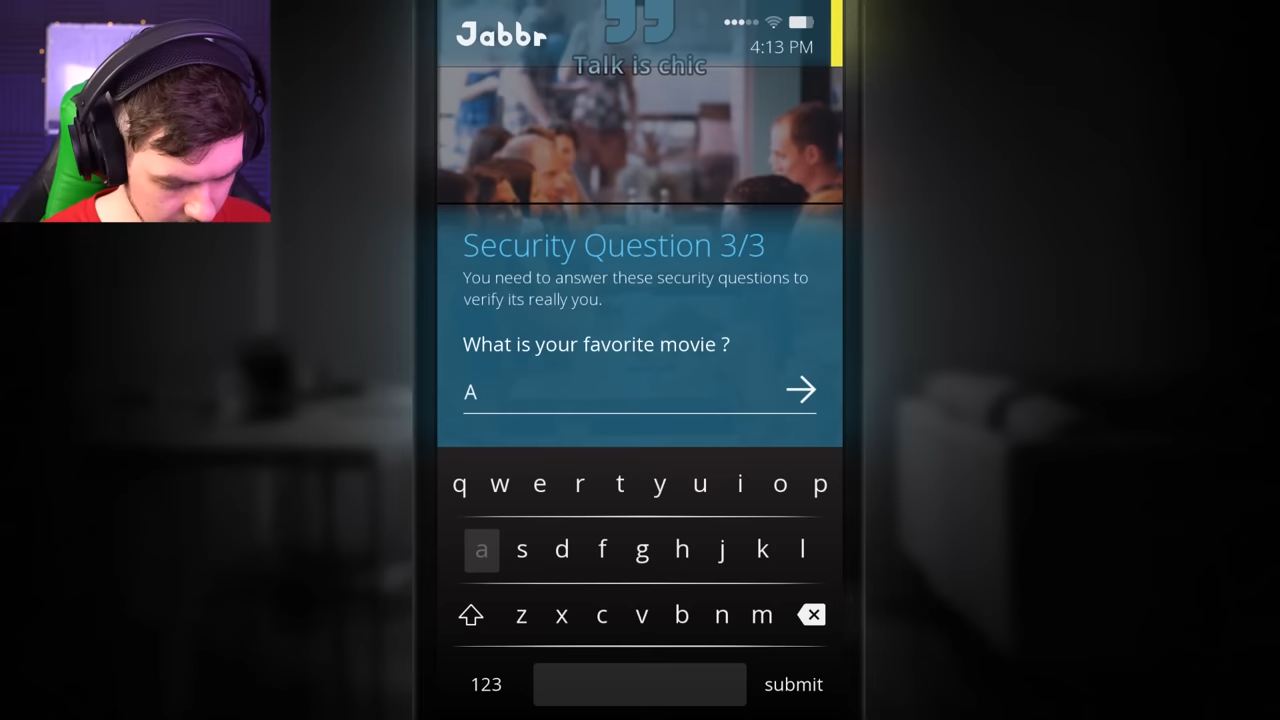 Jabbr
4:13 PM
Talk is chic
Security Question 3/3
You need to answer these security questions to
verify its really you.
What is your favorite movie ?
A
q w e r t y u i o p
a s d f g h j k l
z x c v b n m
123 submit